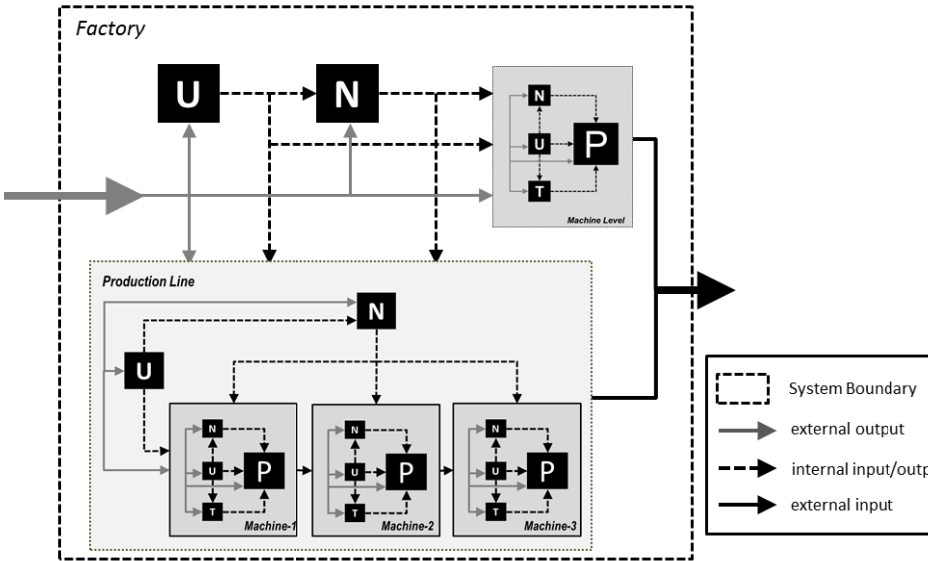 Factory
U
N
N
U
P
T
Machine Level
Production Line
N
U
N
U
P
T
Machine-1
N
U
P
T
Machine-2
N
U
P
T
Machine-3
System Boundary
external output
internal input/outp
external input